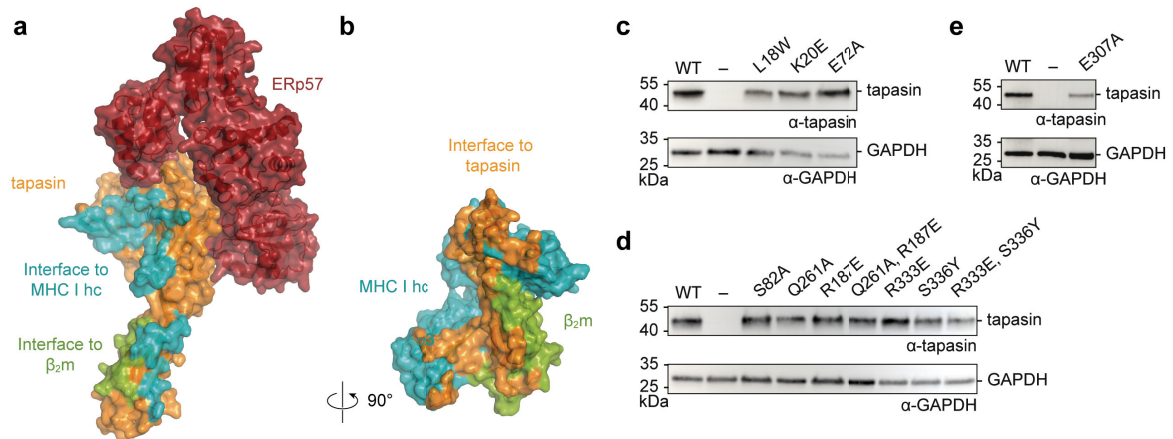 a
ERp57
tapasin
Interface to
MHC I hc
Interface to
β₂m
b
Interface to
tapasin
MHC I hc
β₂m
90°
c
WT
–
L18W
K20E
E72A
55
40
tapasin
α-tapasin
35
25
GAPDH
kDa
α-GAPDH
e
WT
–
E307A
55
40
tapasin
α-tapasin
35
25
GAPDH
kDa
α-GAPDH
d
WT
–
S82A
Q261A
R187E
Q261A, R187E
R333E
S336Y
R333E, S336Y
55
40
tapasin
α-tapasin
35
25
GAPDH
kDa
α-GAPDH